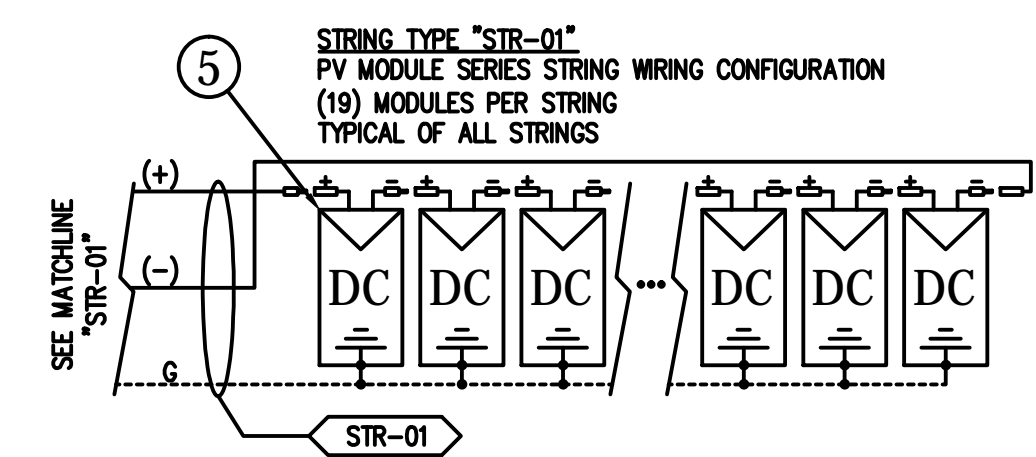 STRING TYPE "STR-01"
PV MODULE SERIES STRING WIRING CONFIGURATION
(19) MODULES PER STRING
TYPICAL OF ALL STRINGS
5
(+)
+ - + - + - + - + - + -
SEE MATCHLINE
"STR-01"
(-)
DC DC DC ... DC DC DC
G
STR-01